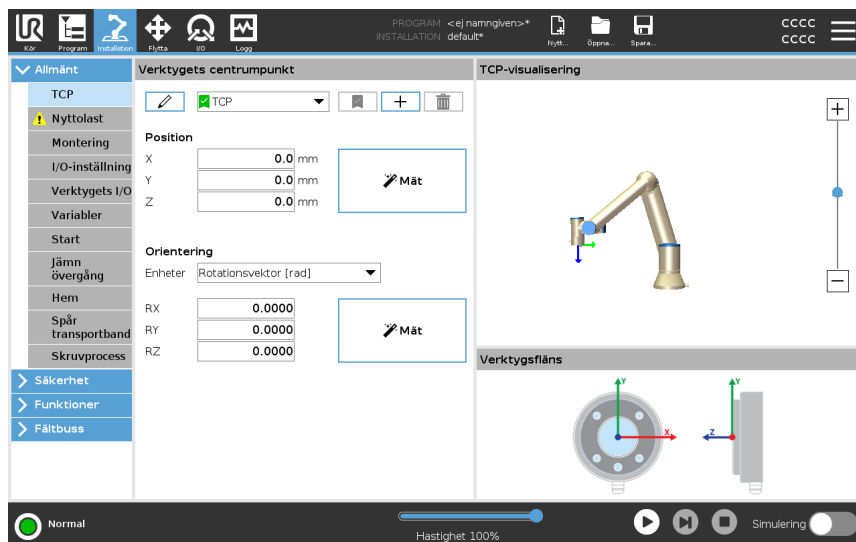 UR
Kör
Program
Installation
Flytta
I/O
Logg
PROGRAM <ej namngiven>*
INSTALLATION default*
Nytt...
Öppna...
Spara...
CCCC
CCCC
Allmänt
TCP
Nyttolast
Montering
I/O-inställning
Verktygets I/O
Variabler
Start
Jämn
övergång
Hem
Spår
transportband
Skruvprocess
Säkerhet
Funktioner
Fältbuss
Verktygets centrumpunkt
TCP
Position
X 0.0 mm
Y 0.0 mm
Z 0.0 mm
Mät
Orientering
Enheter Rotationsvektor [rad]
RX 0.0000
RY 0.0000
RZ 0.0000
Mät
TCP-visualisering
Verktygsfläns
Y
X
Y
Z
Normal
Hastighet 100%
Simulering